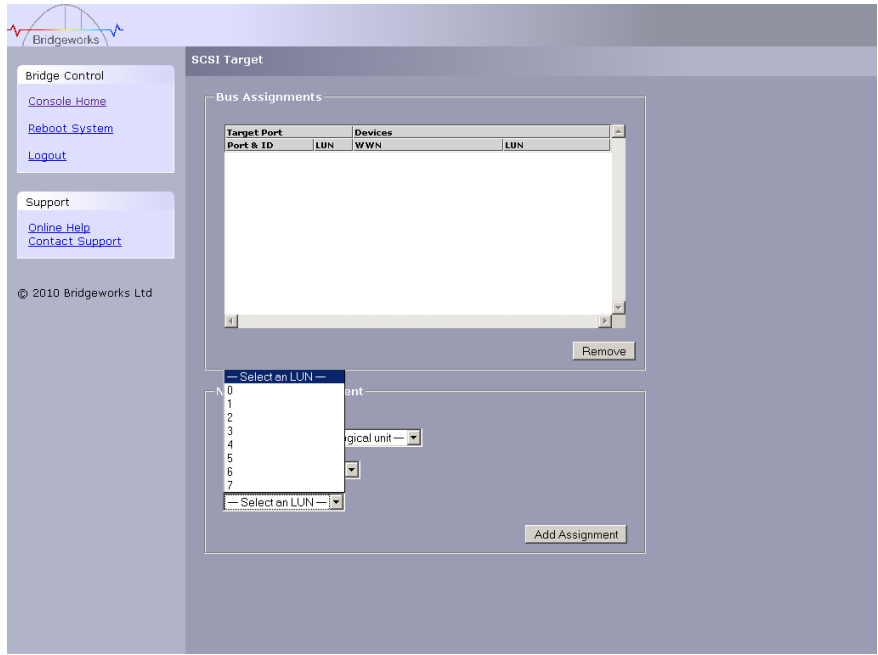 Bridgeworks
SCSI Target
Bridge Control
Console Home
Reboot System
Logout
Support
Online Help
Contact Support
© 2010 Bridgeworks Ltd
Bus Assignments
Target Port Devices
Port & ID LUN WWN LUN
Remove
— Select an LUN —
0
1
2
3
4
5
6
7
ogical unit —
— Select an LUN —
Add Assignment